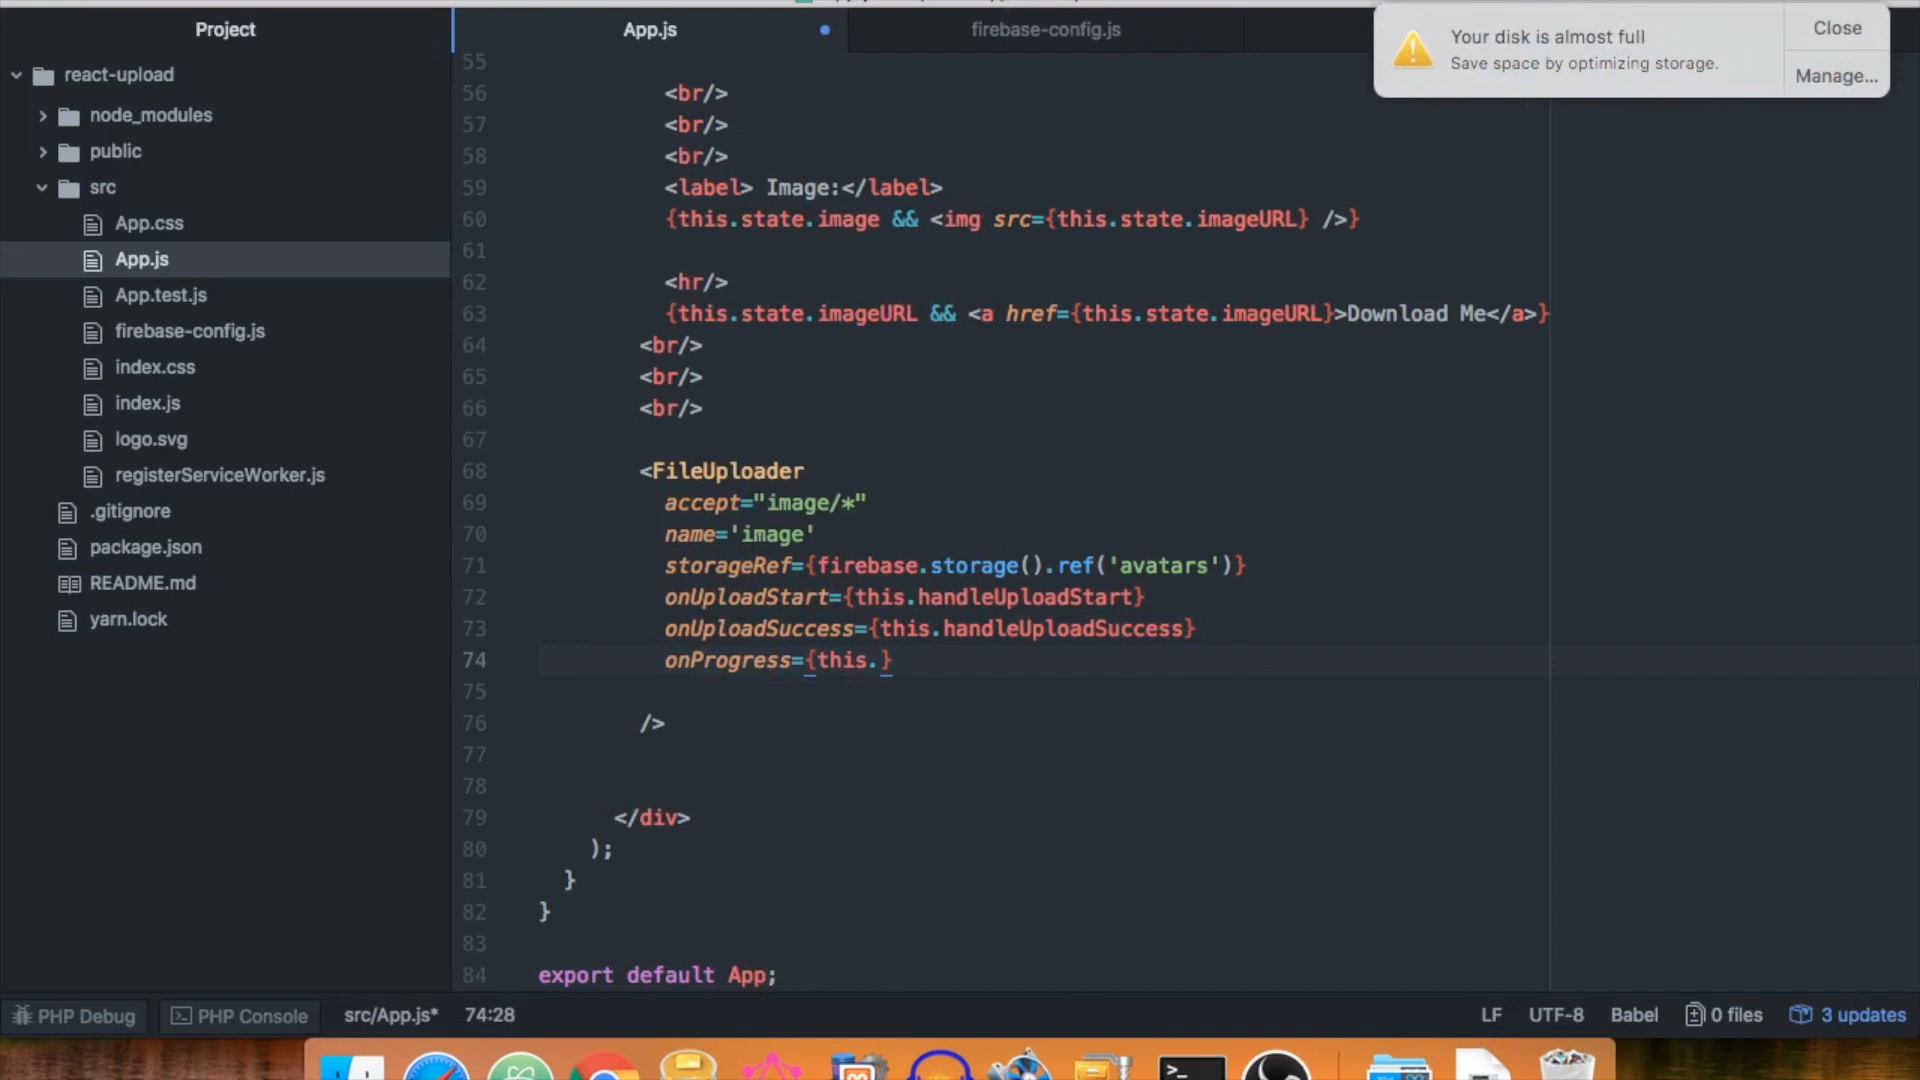 Project
App.js
firebase-config.js
Your disk is almost full
Save space by optimizing storage.
Close
Manage...
react-upload
node_modules
public
src
App.css
App.js
App.test.js
firebase-config.js
index.css
index.js
logo.svg
registerServiceWorker.js
.gitignore
package.json
README.md
yarn.lock
55
56 <br/>
57 <br/>
58 <br/>
59 <label> Image:</label>
60 {this.state.image && <img src={this.state.imageURL} />}
61
62 <hr/>
63 {this.state.imageURL && <a href={this.state.imageURL}>Download Me</a>}
64 <br/>
65 <br/>
66 <br/>
67
68 <FileUploader
69 accept="image/*"
70 name='image'
71 storageRef={firebase.storage().ref('avatars')}
72 onUploadStart={this.handleUploadStart}
73 onUploadSuccess={this.handleUploadSuccess}
74 onProgress={this.}
75
76 />
77
78
79 </div>
80 );
81 }
82 }
83
84 export default App;
PHP Debug
PHP Console
src/App.js*
74:28
LF
UTF-8
Babel
0 files
3 updates
>_